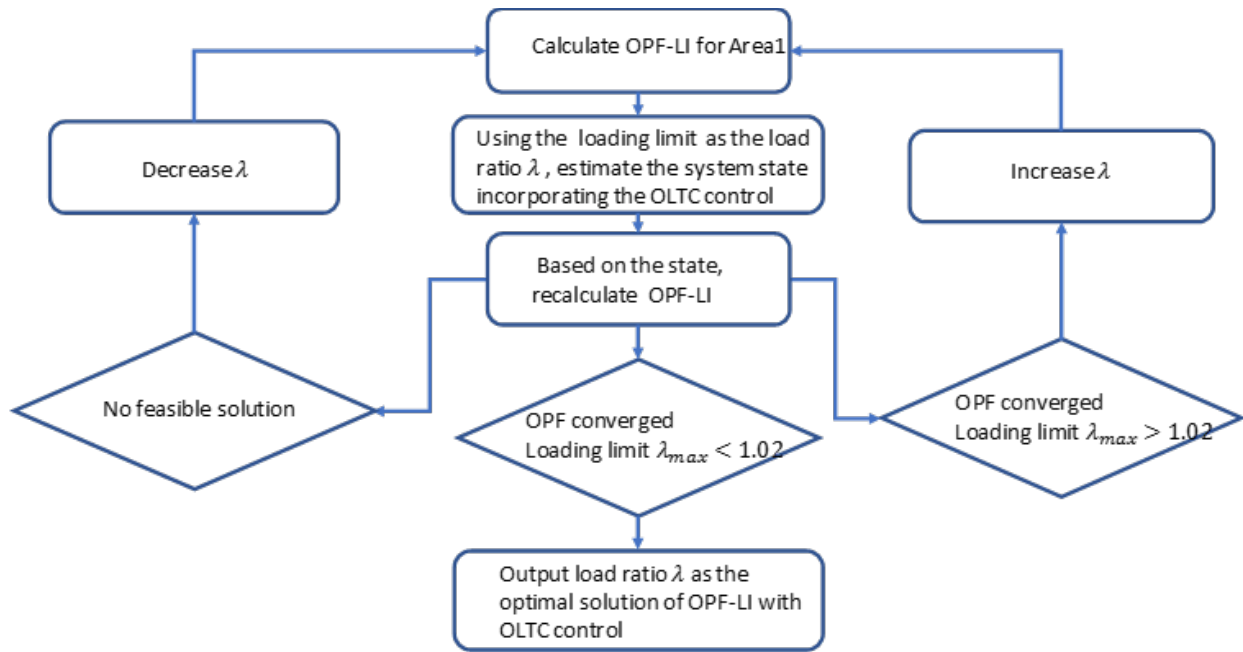 Calculate OPF-LI for Area1
Using the loading limit as the load
ratio λ , estimate the system state
incorporating the OLTC control
Decrease λ
Increase λ
Based on the state,
recalculate OPF-LI
No feasible solution
OPF converged
Loading limit λmax < 1.02
OPF converged
Loading limit λmax > 1.02
Output load ratio λ as the
optimal solution of OPF-LI with
OLTC control